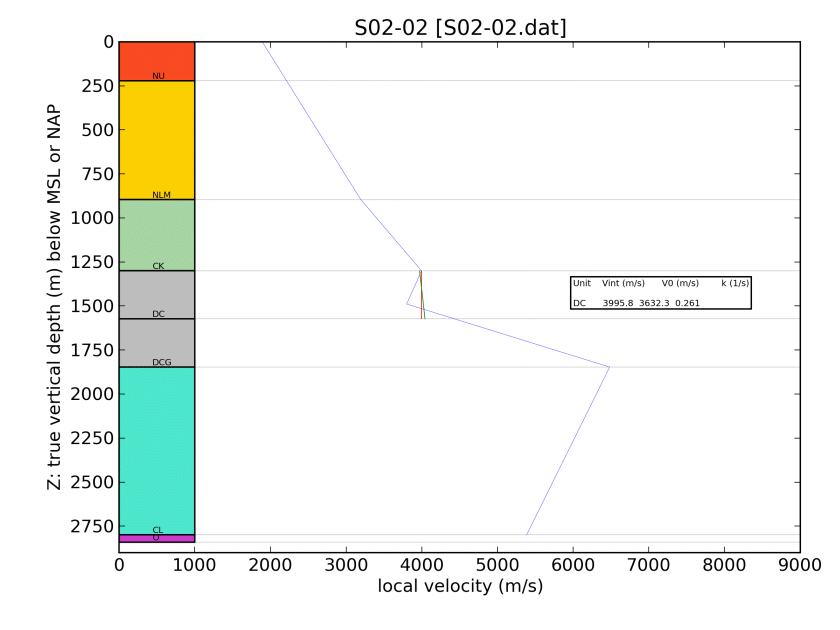 S02-02 [S02-02.dat]
0
250
500
750
1000
1250
1500
1750
2000
2250
2500
2750
Z: true vertical depth (m) below MSL or NAP
NU
NLM
CK
DC
DCG
CL
O
Unit Vint (m/s) V0 (m/s) k (1/s)
DC 3995.8 3632.3 0.261
0 1000 2000 3000 4000 5000 6000 7000 8000 9000
local velocity (m/s)